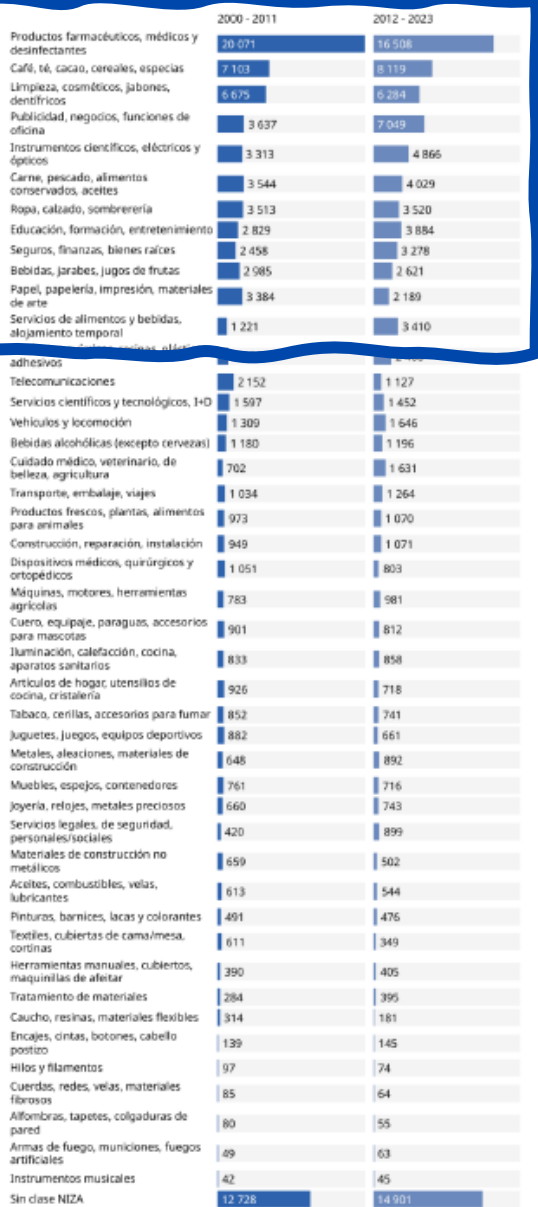 2000 - 2011 2012 - 2023
Productos farmacéuticos, médicos y
desinfectantes
20 071 16 508
Café, té, cacao, cereales, especias 7 103 8 119
Limpieza, cosméticos, jabones,
dentífricos
6 675 6 284
Publicidad, negocios, funciones de
oficina
3 637 7 049
Instrumentos científicos, eléctricos y
ópticos
3 313 4 866
Carne, pescado, alimentos
conservados, aceites
3 544 4 029
Ropa, calzado, sombrerería 3 513 3 520
Educación, formación, entretenimiento 2 829 3 884
Seguros, finanzas, bienes raíces 2 458 3 278
Bebidas, jarabes, jugos de frutas 2 985 2 621
Papel, papelería, impresión, materiales
de arte
3 384 2 189
Servicios de alimentos y bebidas,
alojamiento temporal
1 221 3 410
adhesivos
Telecomunicaciones 2 152 1 127
Servicios científicos y tecnológicos, I+D 1 597 1 452
Vehículos y locomoción 1 309 1 646
Bebidas alcohólicas (excepto cervezas) 1 180 1 196
Cuidado médico, veterinario, de
belleza, agricultura
702 1 631
Transporte, embalaje, viajes 1 034 1 264
Productos frescos, plantas, alimentos
para animales
973 1 070
Construcción, reparación, instalación 949 1 071
Dispositivos médicos, quirúrgicos y
ortopédicos
1 051 803
Máquinas, motores, herramientas
agrícolas
783 981
Cuero, equipaje, paraguas, accesorios
para mascotas
901 812
Iluminación, calefacción, cocina,
aparatos sanitarios
833 858
Artículos de hogar, utensilios de
cocina, cristalería
926 718
Tabaco, cerillas, accesorios para fumar 852 741
Juguetes, juegos, equipos deportivos 882 661
Metales, aleaciones, materiales de
construcción
648 892
Muebles, espejos, contenedores 761 716
Joyería, relojes, metales preciosos 660 743
Servicios legales, de seguridad,
personales/sociales
420 899
Materiales de construcción no
metálicos
659 502
Aceites, combustibles, velas,
lubricantes
613 544
Pinturas, barnices, lacas y colorantes 491 476
Textiles, cubiertas de cama/mesa,
cortinas
611 349
Herramientas manuales, cubiertos,
maquinillas de afeitar
390 405
Tratamiento de materiales 284 395
Caucho, resinas, materiales flexibles 314 181
Encajes, cintas, botones, cabello
postizo
139 145
Hilos y filamentos 97 74
Cuerdas, redes, velas, materiales
fibrosos
85 64
Alfombras, tapetes, colgaduras de
pared
80 55
Armas de fuego, municiones, fuegos
artificiales
49 63
Instrumentos musicales 42 45
Sin clase NIZA 12 728 14 901